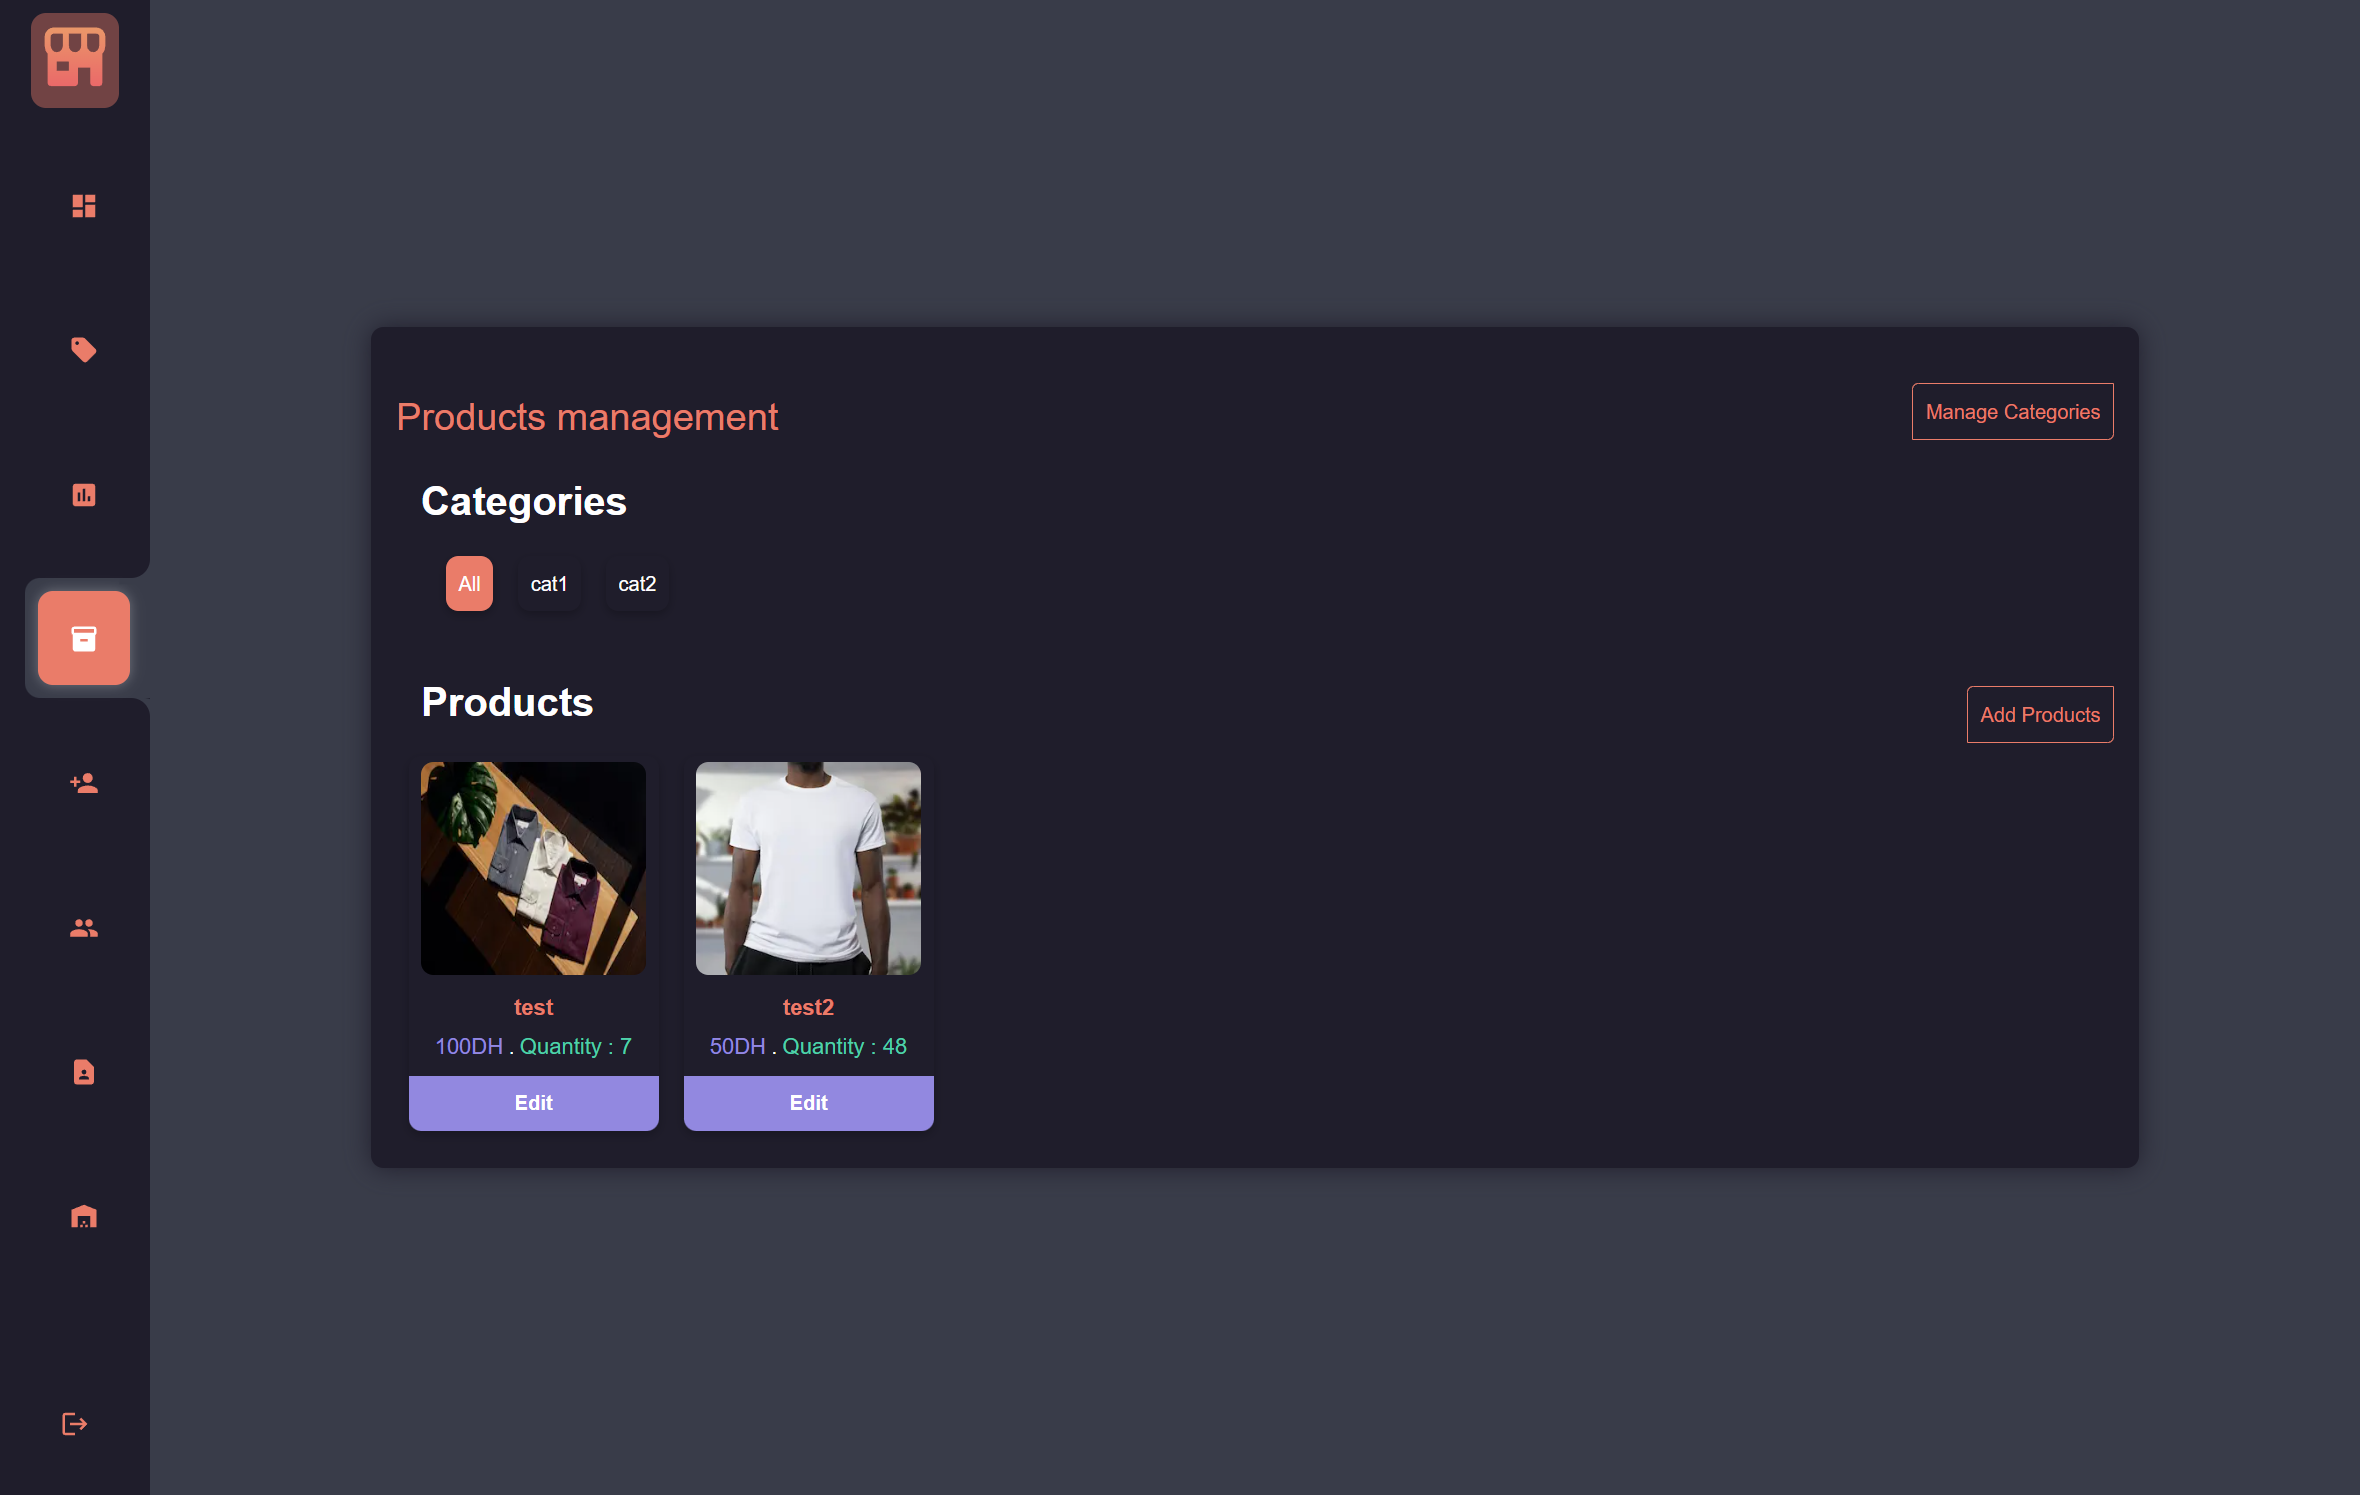 Products management
Manage Categories
Categories
All cat1 cat2
Products
Add Products
test
100DH . Quantity : 7
Edit
test2
50DH . Quantity : 48
Edit